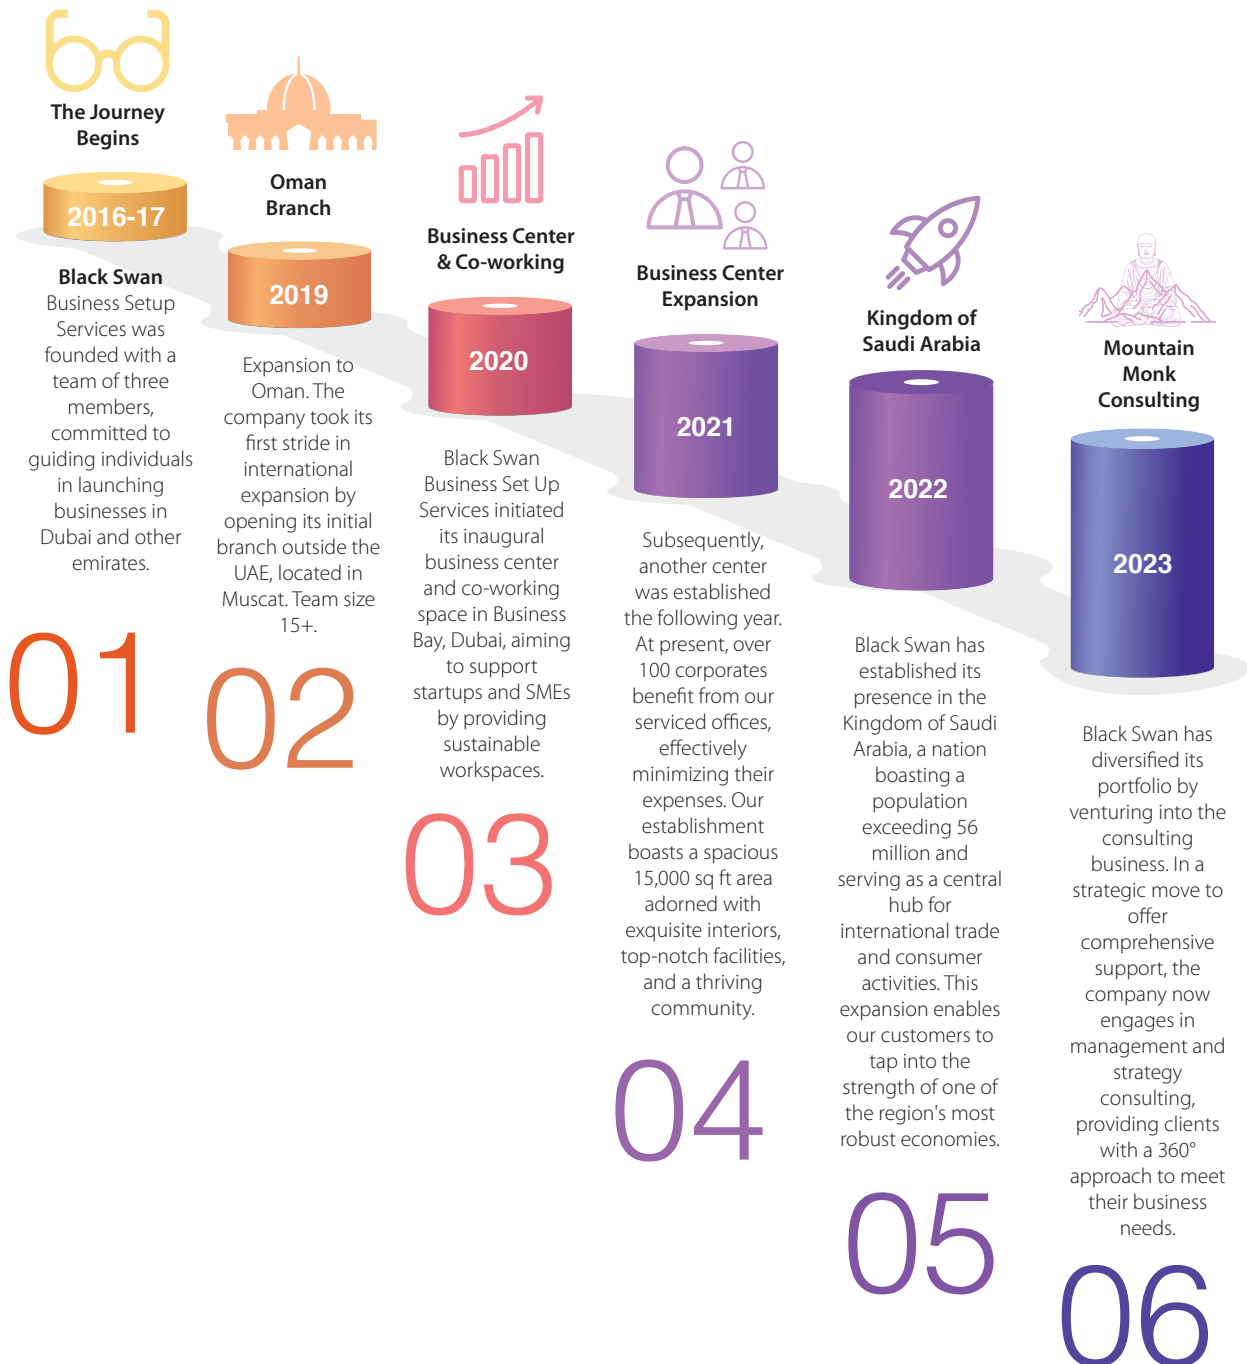 The Journey
Begins
2016-17
Black Swan
Business Setup
Services was
founded with a
team of three
members,
committed to
guiding individuals
in launching
businesses in
Dubai and other
emirates.
01
Oman
Branch
2019
Expansion to
Oman. The
company took its
first stride in
international
expansion by
opening its initial
branch outside the
UAE, located in
Muscat. Team size
15+.
02
Business Center
& Co-working
2020
Black Swan
Business Set Up
Services initiated
its inaugural
business center
and co-working
space in Business
Bay, Dubai, aiming
to support
startups and SMEs
by providing
sustainable
workspaces.
03
Business Center
Expansion
2021
Subsequently,
another center
was established
the following year.
At present, over
100 corporates
benefit from our
serviced offices,
effectively
minimizing their
expenses. Our
establishment
boasts a spacious
15,000 sq ft area
adorned with
exquisite interiors,
top-notch facilities,
and a thriving
community.
04
Kingdom of
Saudi Arabia
2022
Black Swan has
established its
presence in the
Kingdom of Saudi
Arabia, a nation
boasting a
population
exceeding 56
million and
serving as a central
hub for
international trade
and consumer
activities. This
expansion enables
our customers to
tap into the
strength of one of
the region's most
robust economies.
05
Mountain
Monk
Consulting
2023
Black Swan has
diversified its
portfolio by
venturing into the
consulting
business. In a
strategic move to
offer
comprehensive
support, the
company now
engages in
management and
strategy
consulting,
providing clients
with a 360°
approach to meet
their business
needs.
06